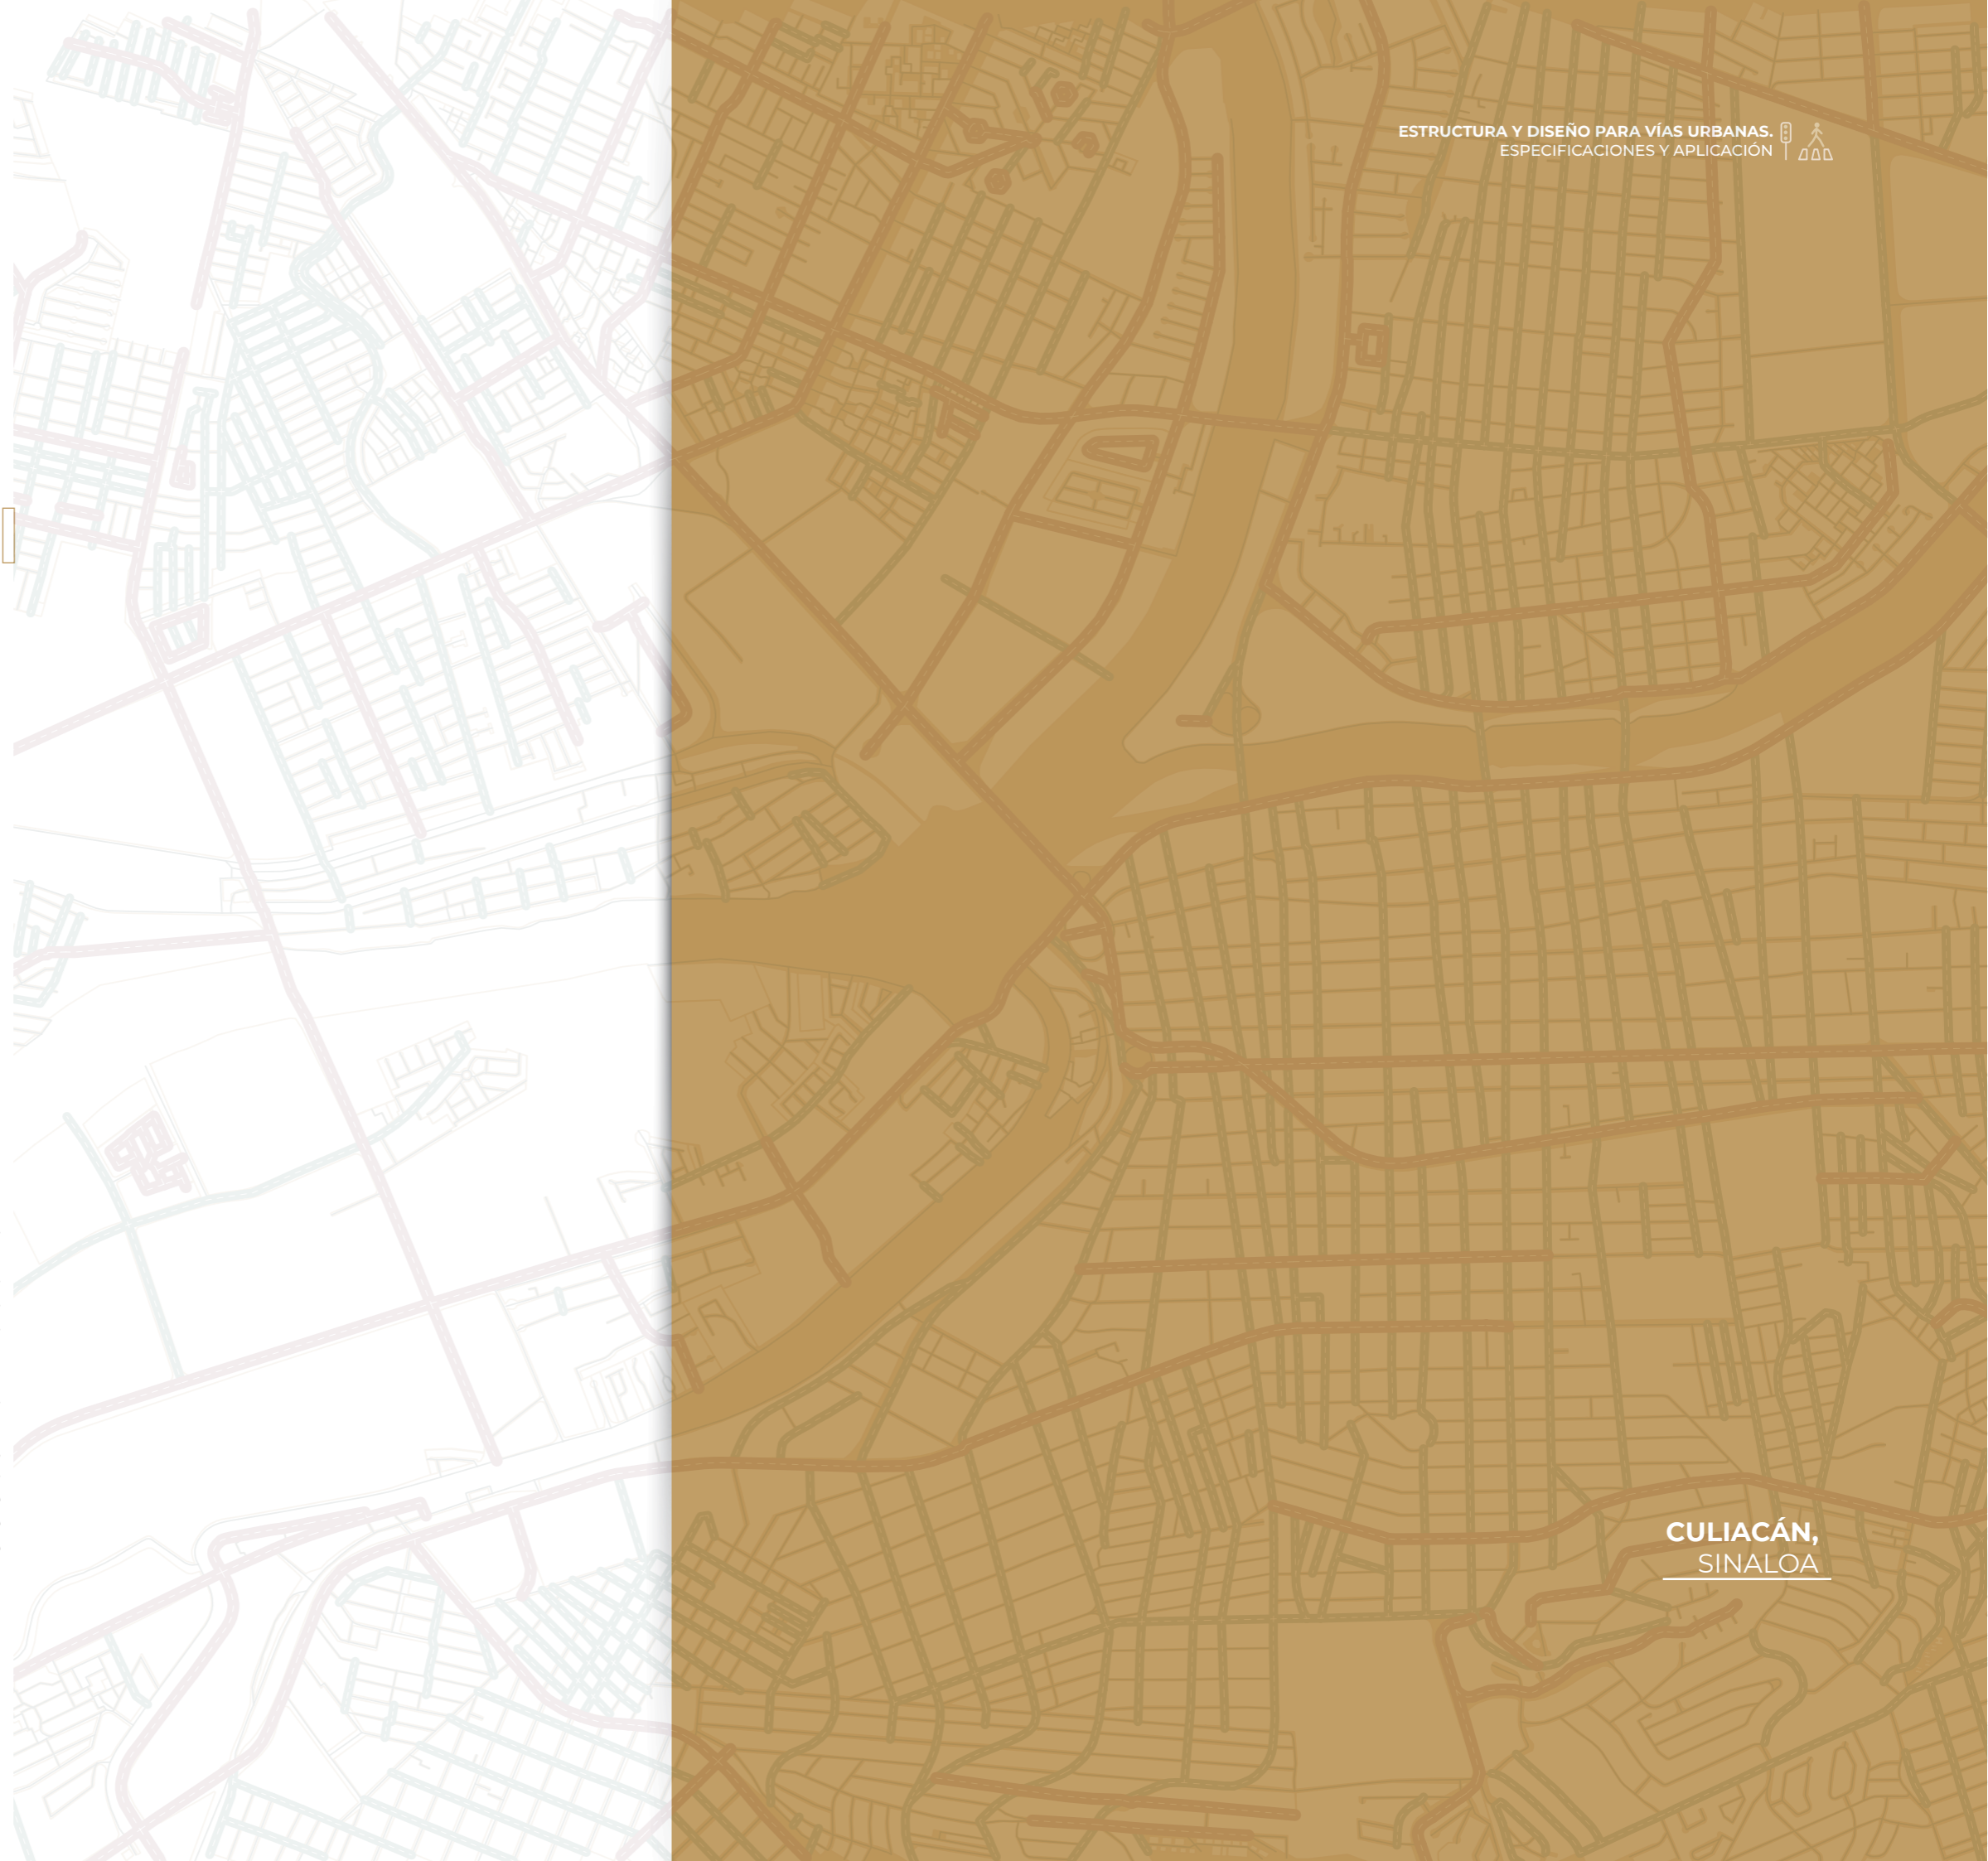 ESTRUCTURA Y DISEÑO PARA VÍAS URBANAS.
ESPECIFICACIONES Y APLICACIÓN
CULIACÁN,
SINALOA